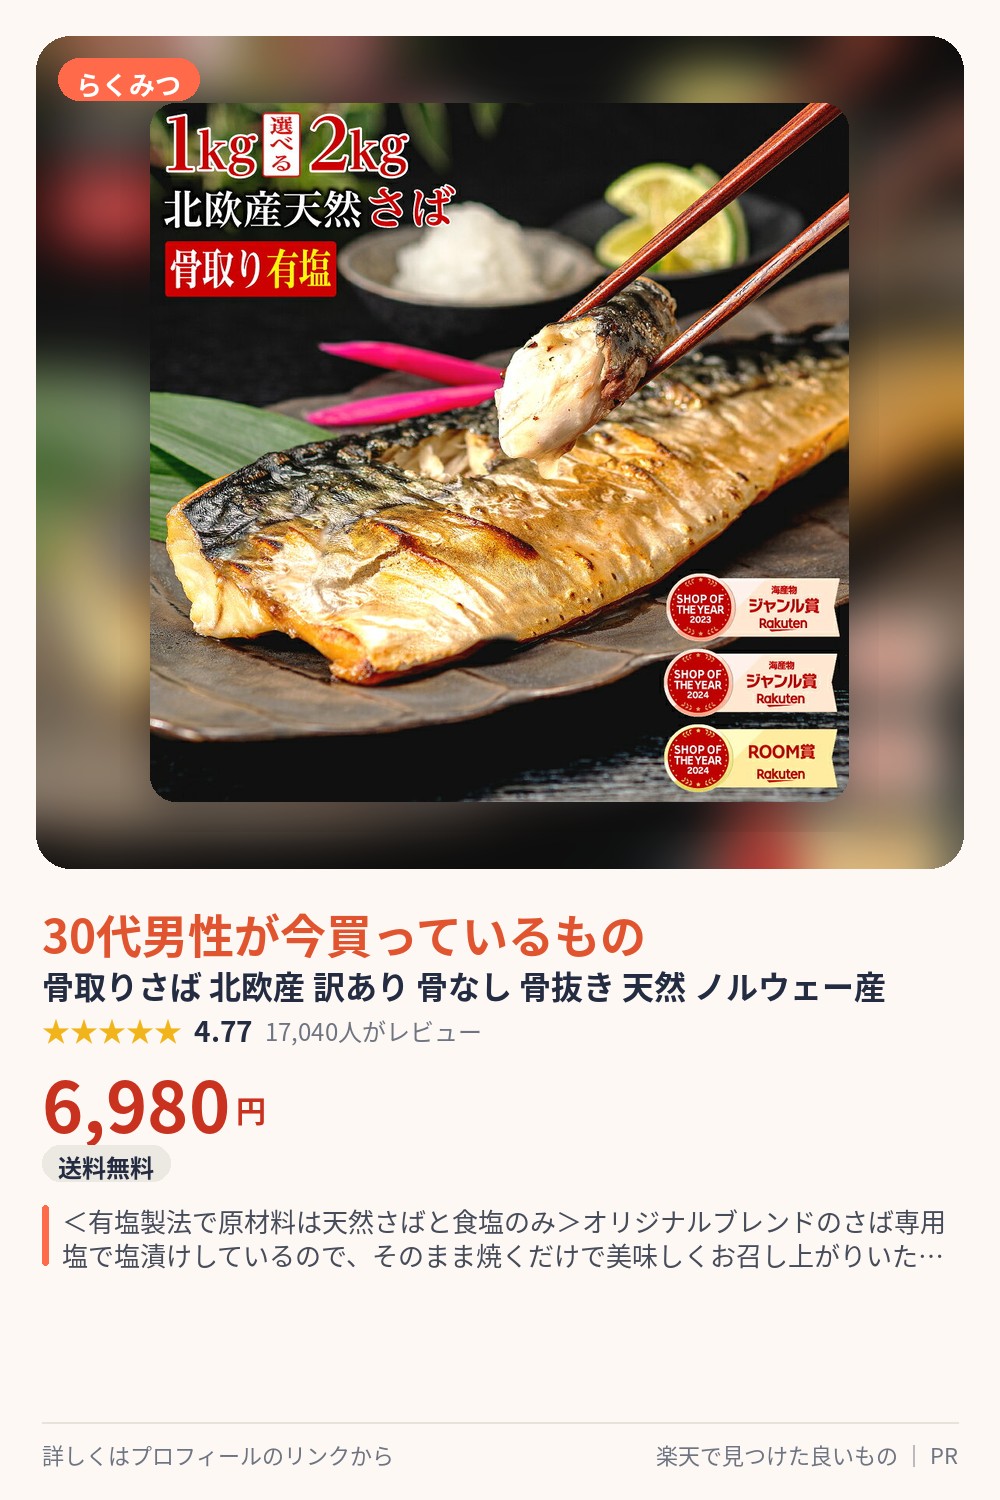 らくみつ
1kg 選べる 2kg
北欧産天然さば
骨取り有塩
SHOP OF THE YEAR 2023
海産物
ジャンル賞
Rakuten
SHOP OF THE YEAR 2024
海産物
ジャンル賞
Rakuten
SHOP OF THE YEAR 2024
ROOM賞
Rakuten
30代男性が今買っているもの
骨取りさば 北欧産 訳あり 骨なし 骨抜き 天然 ノルウェー産
★★★★★ 4.77 17,040人がレビュー
6,980円
送料無料
＜有塩製法で原材料は天然さばと食塩のみ＞オリジナルブレンドのさば専用
塩で塩漬けしているので、そのまま焼くだけで美味しくお召し上がりいた…
詳しくはプロフィールのリンクから
楽天で見つけた良いもの ｜ PR